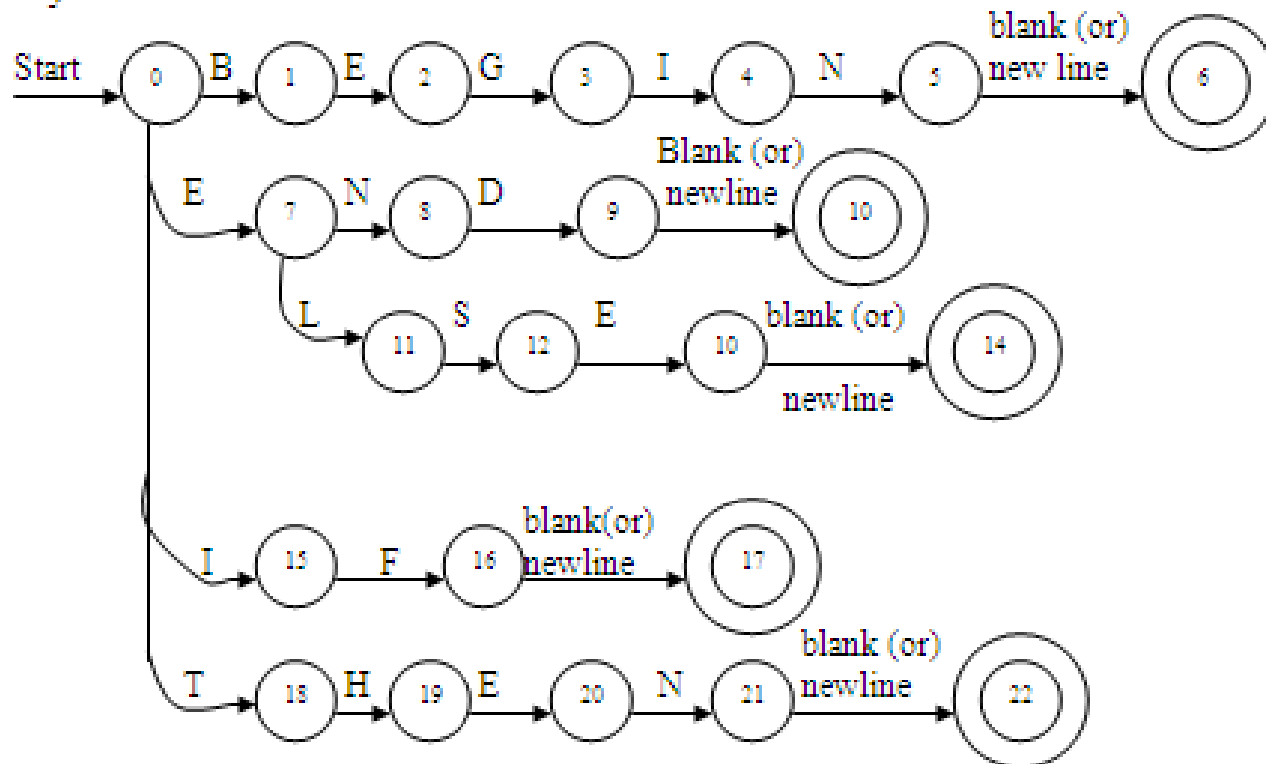 blank (or)
Start 0 B 1 E 2 G 3 I 4 N 5 new line 6
Blank (or)
E 7 N 8 D 9 newline 10
L 11 S 12 E 10 blank (or) 14
newline
blank(or)
I 15 F 16 newline 17
blank (or)
T 18 H 19 E 20 N 21 newline 22